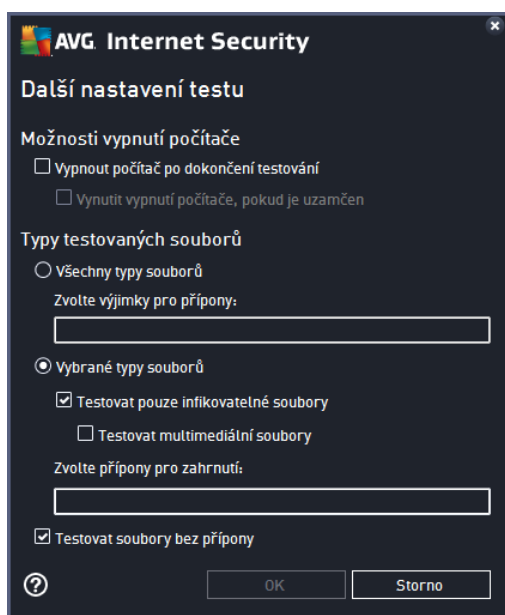 AVG. Internet Security
Další nastavení testu
Možnosti vypnutí počítače
Vypnout počítač po dokončení testování
Vynutit vypnutí počítače, pokud je uzamčen
Typy testovaných souborů
Všechny typy souborů
Zvolte výjimky pro přípony:
Vybrané typy souborů
Testovat pouze infikovatelné soubory
Testovat multimediální soubory
Zvolte přípony pro zahrnutí:
Testovat soubory bez přípony
OK
Storno